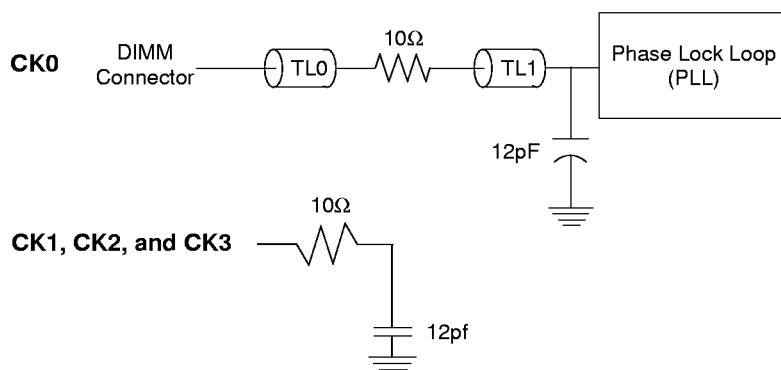 CK0
DIMM
Connector
TL0
10Ω
TL1
Phase Lock Loop
(PLL)
12pF
10Ω
CK1, CK2, and CK3
12pf